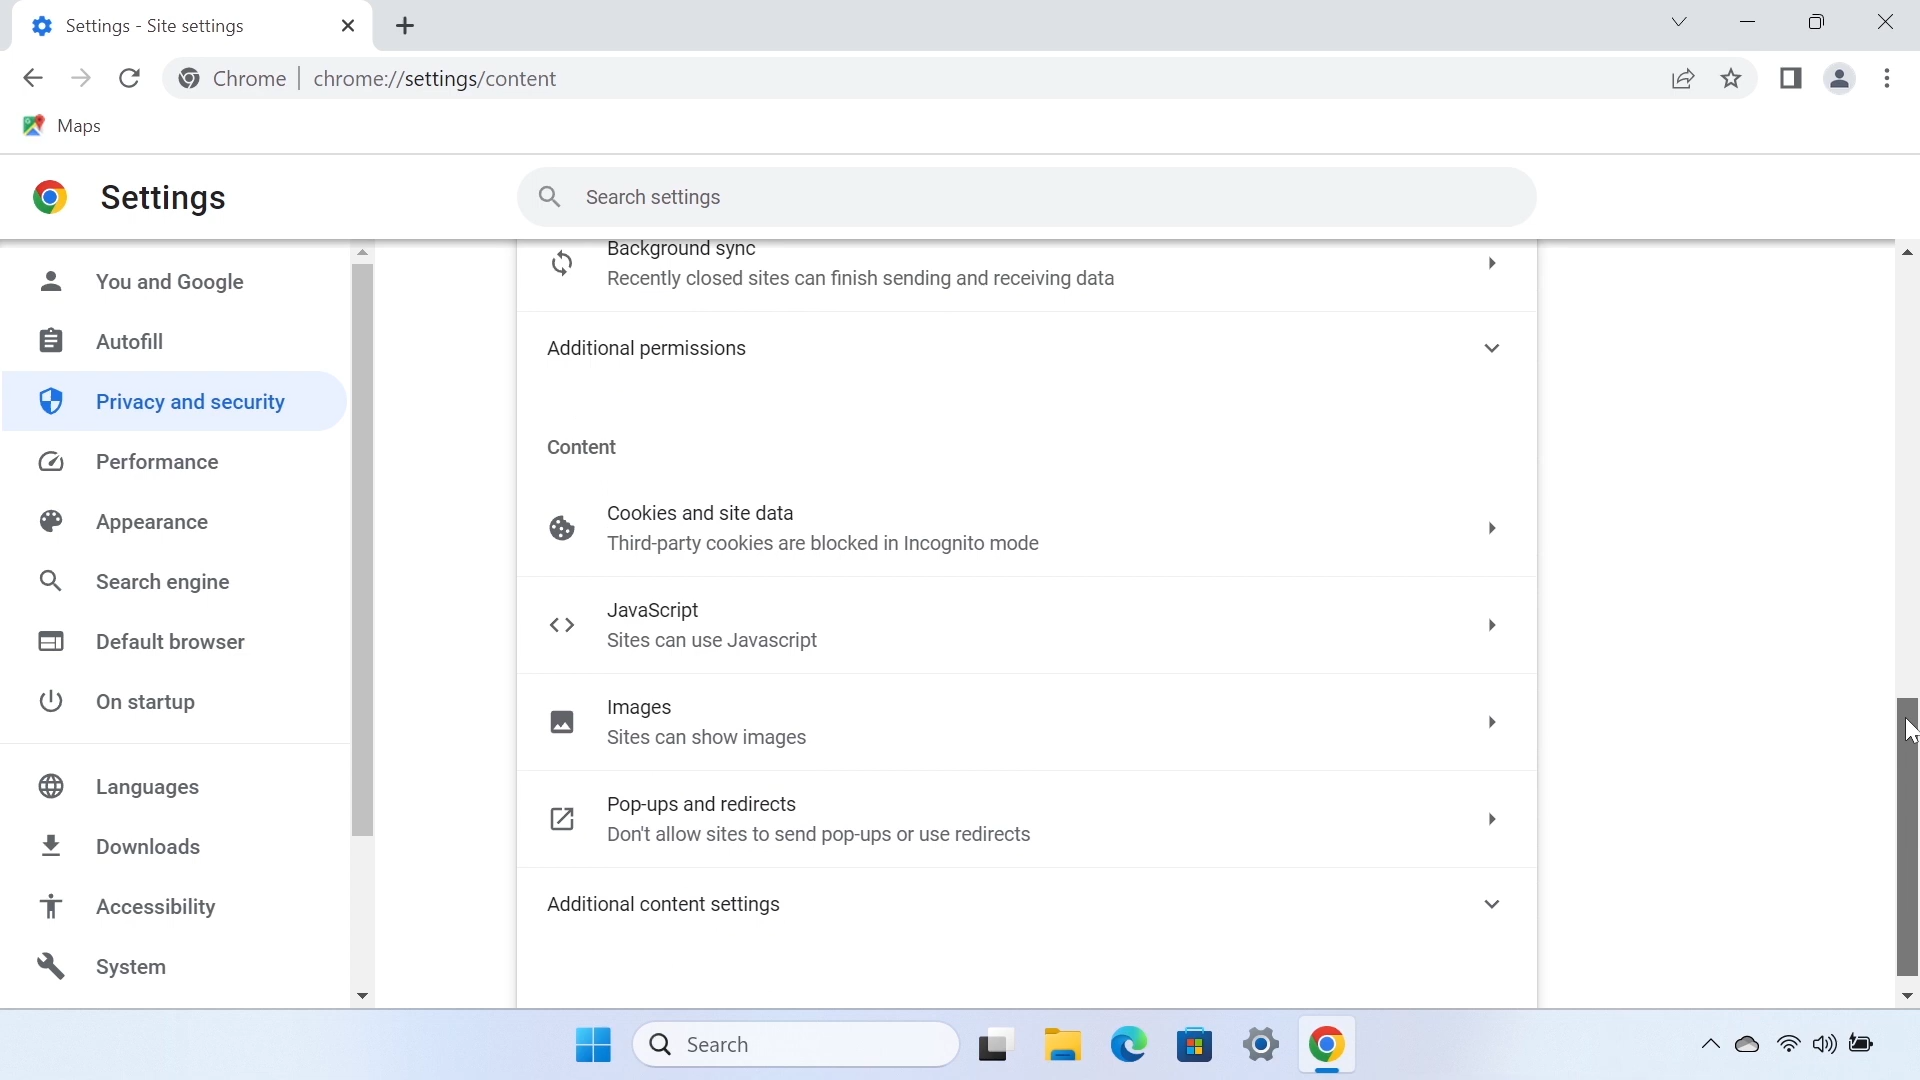 Settings - Site settings
Chrome | chrome://settings/content
Maps
Settings
Search settings
You and Google
Autofill
Privacy and security
Performance
Appearance
Search engine
Default browser
On startup
Languages
Downloads
Accessibility
System
Background sync
Recently closed sites can finish sending and receiving data
Additional permissions
Content
Cookies and site data
Third-party cookies are blocked in Incognito mode
JavaScript
Sites can use Javascript
Images
Sites can show images
Pop-ups and redirects
Don't allow sites to send pop-ups or use redirects
Additional content settings
Search